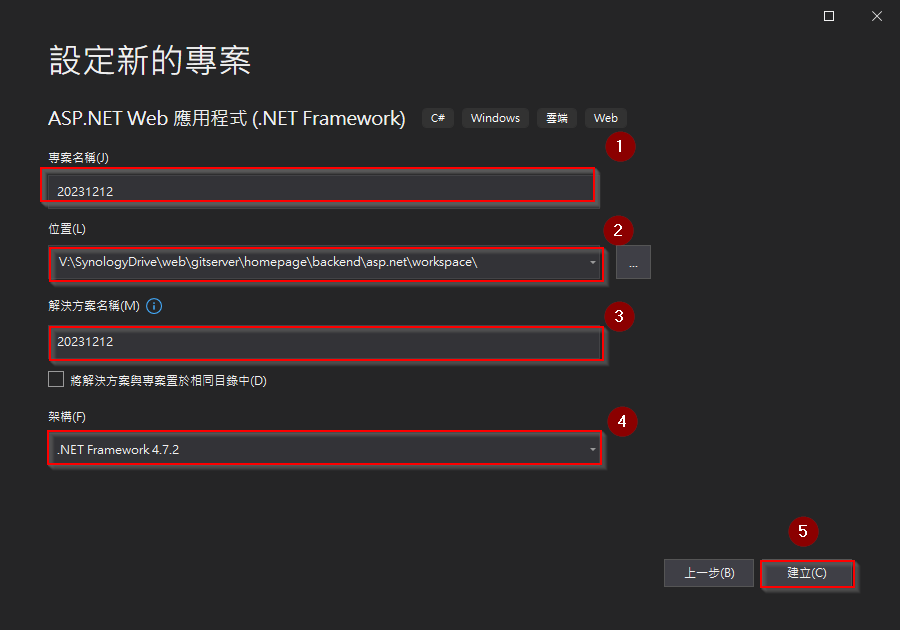 設定新的專案
ASP.NET Web 應用程式 (.NET Framework) C# Windows 雲端 Web
1
專案名稱(J)
20231212
位置(L)
2
V:\SynologyDrive\web\gitserver\homepage\backend\asp.net\workspace\ ...
解決方案名稱(M)
3
20231212
將解決方案與專案置於相同目錄中(D)
架構(F)
4
.NET Framework 4.7.2
5
上一步(B) 建立(C)